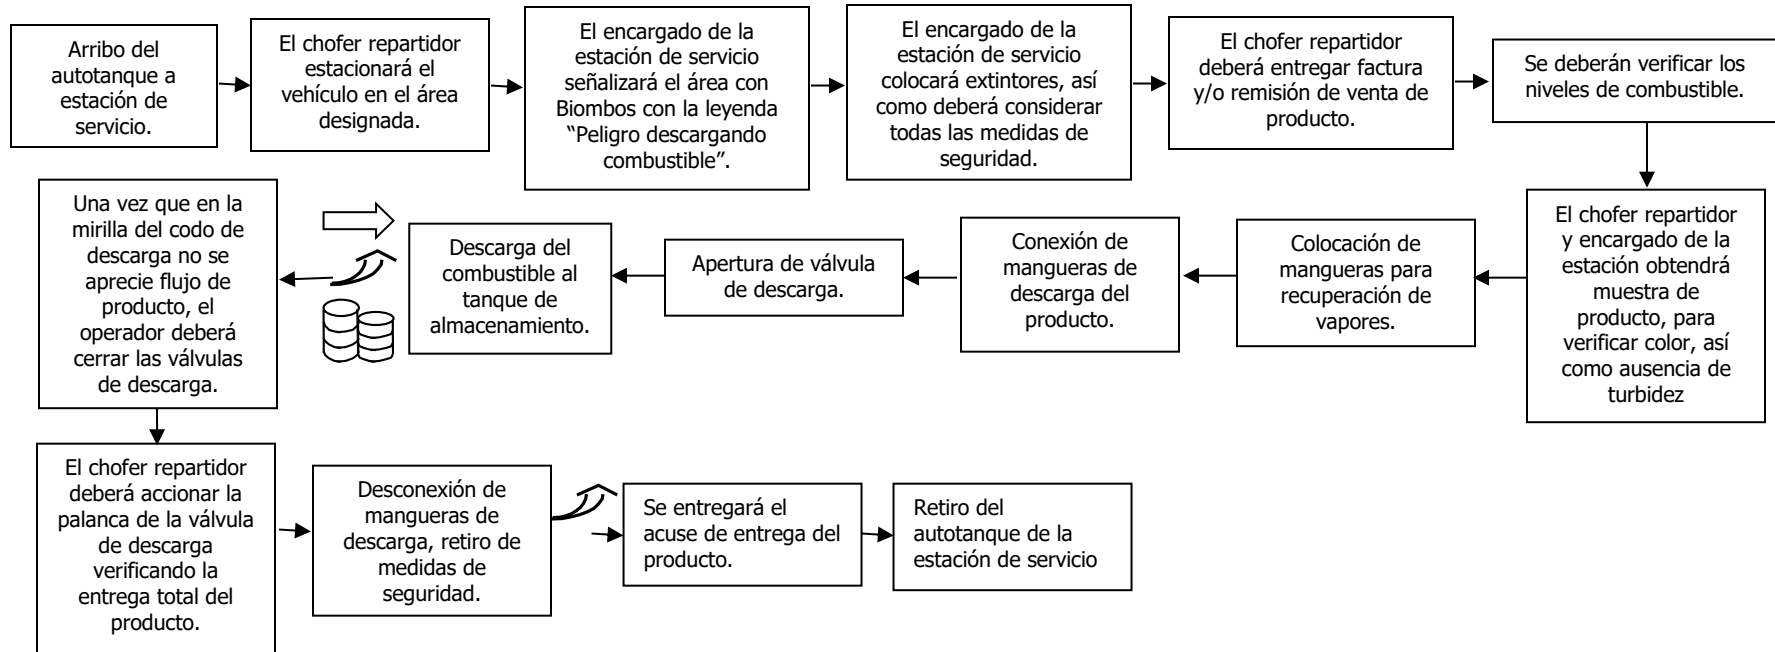 Arribo del
autotanque a
estación de
servicio.
El chofer repartidor
estacionará el
vehículo en el área
designada.
El encargado de la
estación de servicio
señalizará el área con
Biombos con la leyenda
“Peligro descargando
combustible”.
El encargado de la
estación de servicio
colocará extintores, así
como deberá considerar
todas las medidas de
seguridad.
El chofer repartidor
deberá entregar factura
y/o remisión de venta de
producto.
Se deberán verificar los
niveles de combustible.
El chofer repartidor
y encargado de la
estación obtendrá
muestra de
producto, para
verificar color, así
como ausencia de
turbidez
Colocación de
mangueras para
recuperación de
vapores.
Conexión de
mangueras de
descarga del
producto.
Apertura de válvula
de descarga.
Descarga del
combustible al
tanque de
almacenamiento.
Una vez que en la
mirilla del codo de
descarga no se
aprecie flujo de
producto, el
operador deberá
cerrar las válvulas
de descarga.
El chofer repartidor
deberá accionar la
palanca de la válvula
de descarga
verificando la
entrega total del
producto.
Desconexión de
mangueras de
descarga, retiro de
medidas de
seguridad.
Se entregará el
acuse de entrega del
producto.
Retiro del
autotanque de la
estación de servicio